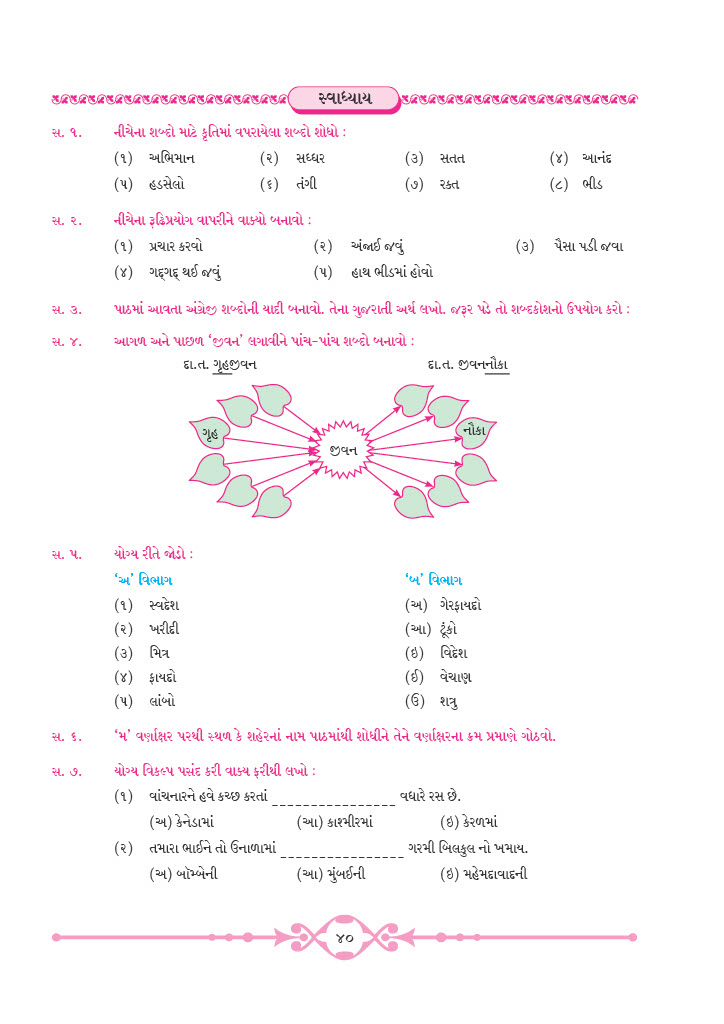 સ્વાધ્યાય
સ. ૧. નીચેના શબ્દો માટે કૃતિમાં વપરાયેલા શબ્દો શોધો :
(૧) અભિમાન (૨) સધ્ધર (૩) સતત (૪) આનંદ
(૫) હડસેલો (૬) તંગી (૭) રક્ત (૮) ભીડ
સ. ૨. નીચેના રૂઢિપ્રયોગ વાપરીને વાક્યો બનાવો :
(૧) પ્રચાર કરવો (૨) અંજાઈ જવું (૩) પૈસા પડી જવા
(૪) ગદ્‌ગદ્ થઈ જવું (૫) હાથ ભીડમાં હોવો
સ. ૩. પાઠમાં આવતા અંગ્રેજી શબ્દોની યાદી બનાવો. તેના ગુજરાતી અર્થ લખો. જરૂર પડે તો શબ્દકોશનો ઉપયોગ કરો :
સ. ૪. આગળ અને પાછળ ‘જીવન’ લગાવીને પાંચ-પાંચ શબ્દો બનાવો :
દા.ત. ગૃહજીવન દા.ત. જીવનનૌકા
ગૃહ જીવન નૌકા
સ. ૫. યોગ્ય રીતે જોડો :
‘અ’ વિભાગ ‘બ’ વિભાગ
(૧) સ્વદેશ (અ) ગેરફાયદો
(૨) ખરીદી (આ) ટૂંકો
(૩) મિત્ર (ઇ) વિદેશ
(૪) ફાયદો (ઈ) વેચાણ
(૫) લાંબો (ઉ) શત્રુ
સ. ૬. ‘મ’ વર્ણાક્ષર પરથી સ્થળ કે શહેરનાં નામ પાઠમાંથી શોધીને તેને વર્ણાક્ષરના ક્રમ પ્રમાણે ગોઠવો.
સ. ૭. યોગ્ય વિકલ્પ પસંદ કરી વાક્ય ફરીથી લખો :
(૧) વાંચનારને હવે કચ્છ કરતાં _ _ _ _ _ _ _ _ _ _ _ _ _ _ _ _ વધારે રસ છે.
(અ) કેનેડામાં (આ) કાશ્મીરમાં (ઇ) કેરળમાં
(૨) તમારા ભાઈને તો ઉનાળામાં _ _ _ _ _ _ _ _ _ _ _ _ _ _ _ _ ગરમી બિલકુલ નો ખમાય.
(અ) બૉમ્બેની (આ) મુંબઈની (ઇ) મહેમદાવાદની
૪૦